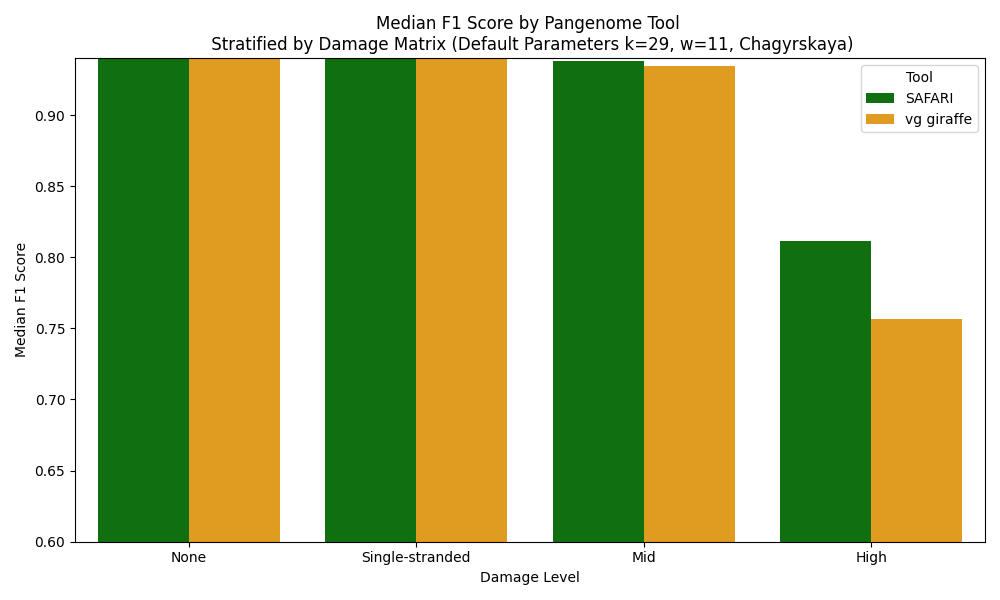 Median F1 Score by Pangenome Tool
Stratified by Damage Matrix (Default Parameters k=29, w=11, Chagyrskaya)
Tool
SAFARI
vg giraffe
Median F1 Score
0.90
0.85
0.80
0.75
0.70
0.65
0.60
None
Single-stranded
Mid
High
Damage Level